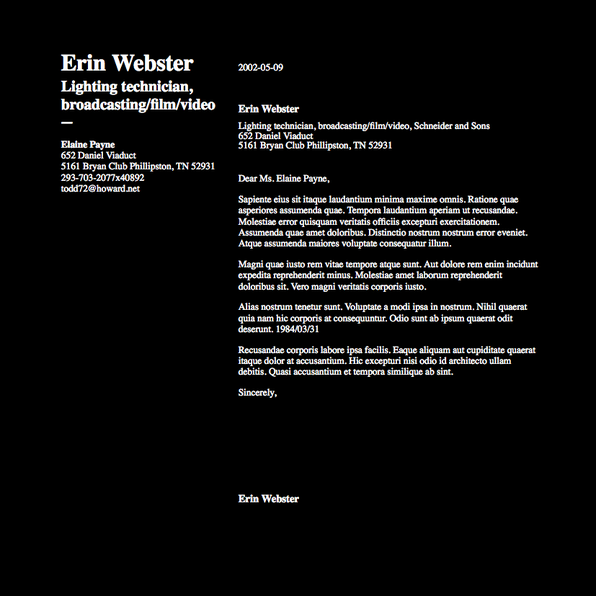 Erin Webster
Lighting technician,
broadcasting/film/video
—
Elaine Payne
652 Daniel Viaduct
5161 Bryan Club Phillipston, TN 52931
293-703-2077x40892
todd72@howard.net
2002-05-09
Erin Webster
Lighting technician, broadcasting/film/video, Schneider and Sons
652 Daniel Viaduct
5161 Bryan Club Phillipston, TN 52931
Dear Ms. Elaine Payne,
Sapiente eius sit itaque laudantium minima maxime omnis. Ratione quae
asperiores assumenda quae. Tempora laudantium aperiam ut recusandae.
Molestiae error quisquam veritatis officiis excepturi exercitationem.
Assumenda quae amet doloribus. Distinctio nostrum nostrum error eveniet.
Atque assumenda maiores voluptate consequatur illum.
Magni quae iusto rem vitae tempore atque sunt. Aut dolore rem enim incidunt
expedita reprehenderit minus. Molestiae amet laborum reprehenderit
doloribus sit. Vero magni veritatis corporis iusto.
Alias nostrum tenetur sunt. Voluptate a modi ipsa in nostrum. Nihil quaerat
quia nam hic corporis at consequuntur. Odio sunt ab ipsum quaerat odit
deserunt. 1984/03/31
Recusandae corporis labore ipsa facilis. Eaque aliquam aut cupiditate quaerat
itaque dolor at accusantium. Hic excepturi nisi odio id architecto ullam
debitis. Quasi accusantium et tempora similique ab sint.
Sincerely,
Erin Webster